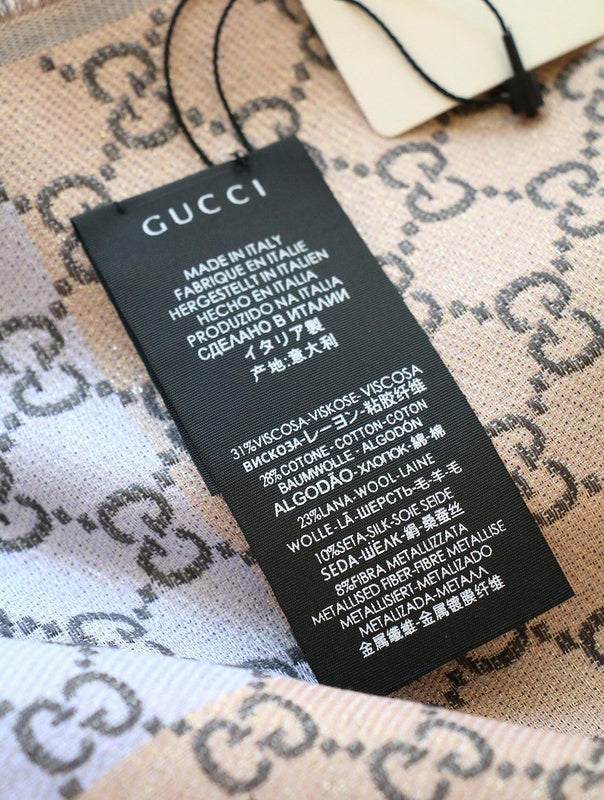 GUCCI
MADE IN ITALY
FABRIQUE EN ITALIE
HERGESTELLT IN ITALIEN
HECHO EN ITALIA
PRODUZIDO NA ITALIA
СДЕЛАНО В ИТАЛИИ
イタリア製
产地:意大利
31%VISCOSA-VISKOSE-VISCOSA
ВИСКОЗА-レーヨン-粘胶纤维
28%COTONE-COTTON-COTON
BAUMWOLLE-ALGODÓN
ALGODÃO-ХЛОПОК-綿-棉
23%LANA-WOOL-LAINE
WOLLE-LÃ-ШЕРСТЬ-毛-羊毛
10%SETA-SILK-SOIE SEIDE
SEDA-ШЁЛК-絹-桑蚕丝
8%FIBRA METALLIZZATA
METALLISED FIBER-FIBRE METALLISE
METALLISIERT-METALIZADO
METALIZADA-МЕТАЛЛ
金属纤维-金属镀膜纤维